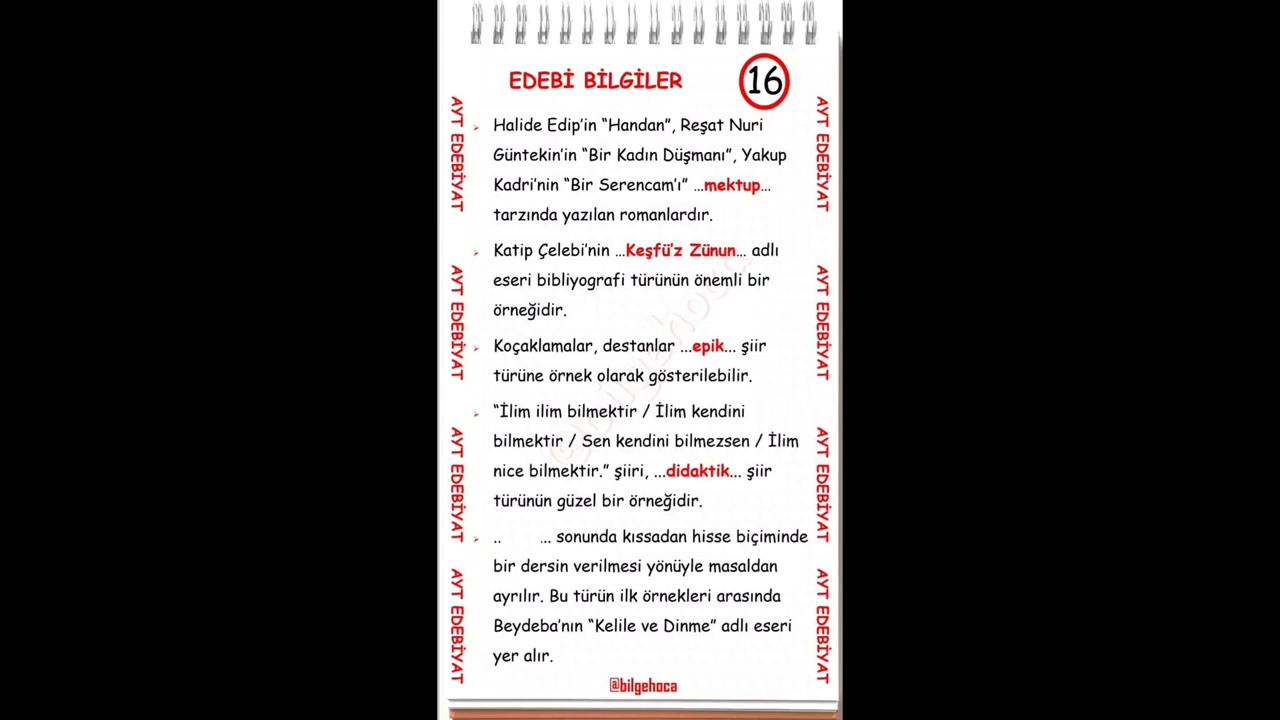 EDEBİ BİLGİLER
16
Halide Edip’in “Handan”, Reşat Nuri
Güntekin’in “Bir Kadın Düşmanı”, Yakup
Kadri’nin “Bir Serencam’ı” …mektup…
tarzında yazılan romanlardır.
Katip Çelebi’nin …Keşfü’z Zünun… adlı
eseri bibliyografi türünün önemli bir
örneğidir.
Koçaklamalar, destanlar ...epik... şiir
türüne örnek olarak gösterilebilir.
“İlim ilim bilmektir / İlim kendini
bilmektir / Sen kendini bilmezsen / İlim
nice bilmektir.” şiiri, ...didaktik... şiir
türünün güzel bir örneğidir.
.. ... sonunda kıssadan hisse biçiminde
bir dersin verilmesi yönüyle masaldan
ayrılır. Bu türün ilk örnekleri arasında
Beydeba’nın “Kelile ve Dinme” adlı eseri
yer alır.
@bilgehoca
AYT EDEBİYAT
AYT EDEBİYAT
AYT EDEBİYAT
AYT EDEBİYAT
AYT EDEBİYAT
AYT EDEBİYAT
AYT EDEBİYAT
AYT EDEBİYAT
@bilgehoca